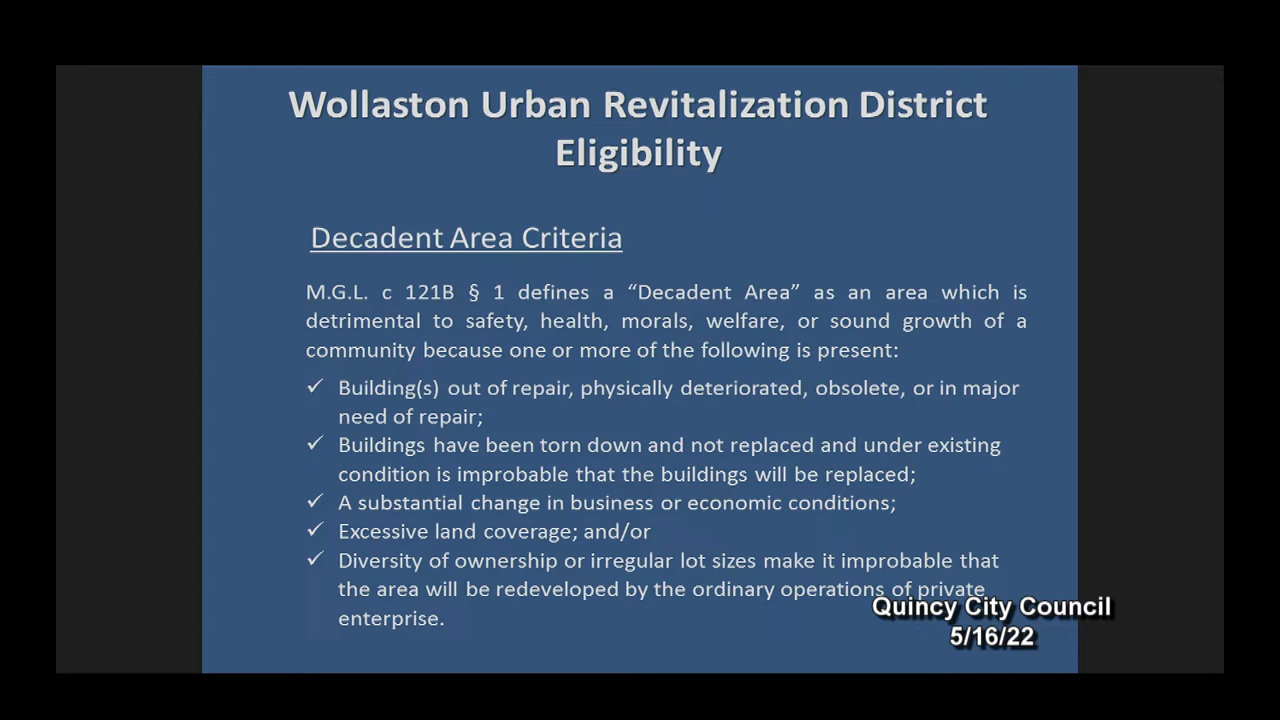 Wollaston Urban Revitalization District
Eligibility
Decadent Area Criteria
M.G.L. c 121B § 1 defines a “Decadent Area” as an area which is
detrimental to safety, health, morals, welfare, or sound growth of a
community because one or more of the following is present:
✓ Building(s) out of repair, physically deteriorated, obsolete, or in major
need of repair;
✓ Buildings have been torn down and not replaced and under existing
condition is improbable that the buildings will be replaced;
✓ A substantial change in business or economic conditions;
✓ Excessive land coverage; and/or
✓ Diversity of ownership or irregular lot sizes make it improbable that
the area will be redeveloped by the ordinary operations of private
enterprise.
Quincy City Council
5/16/22